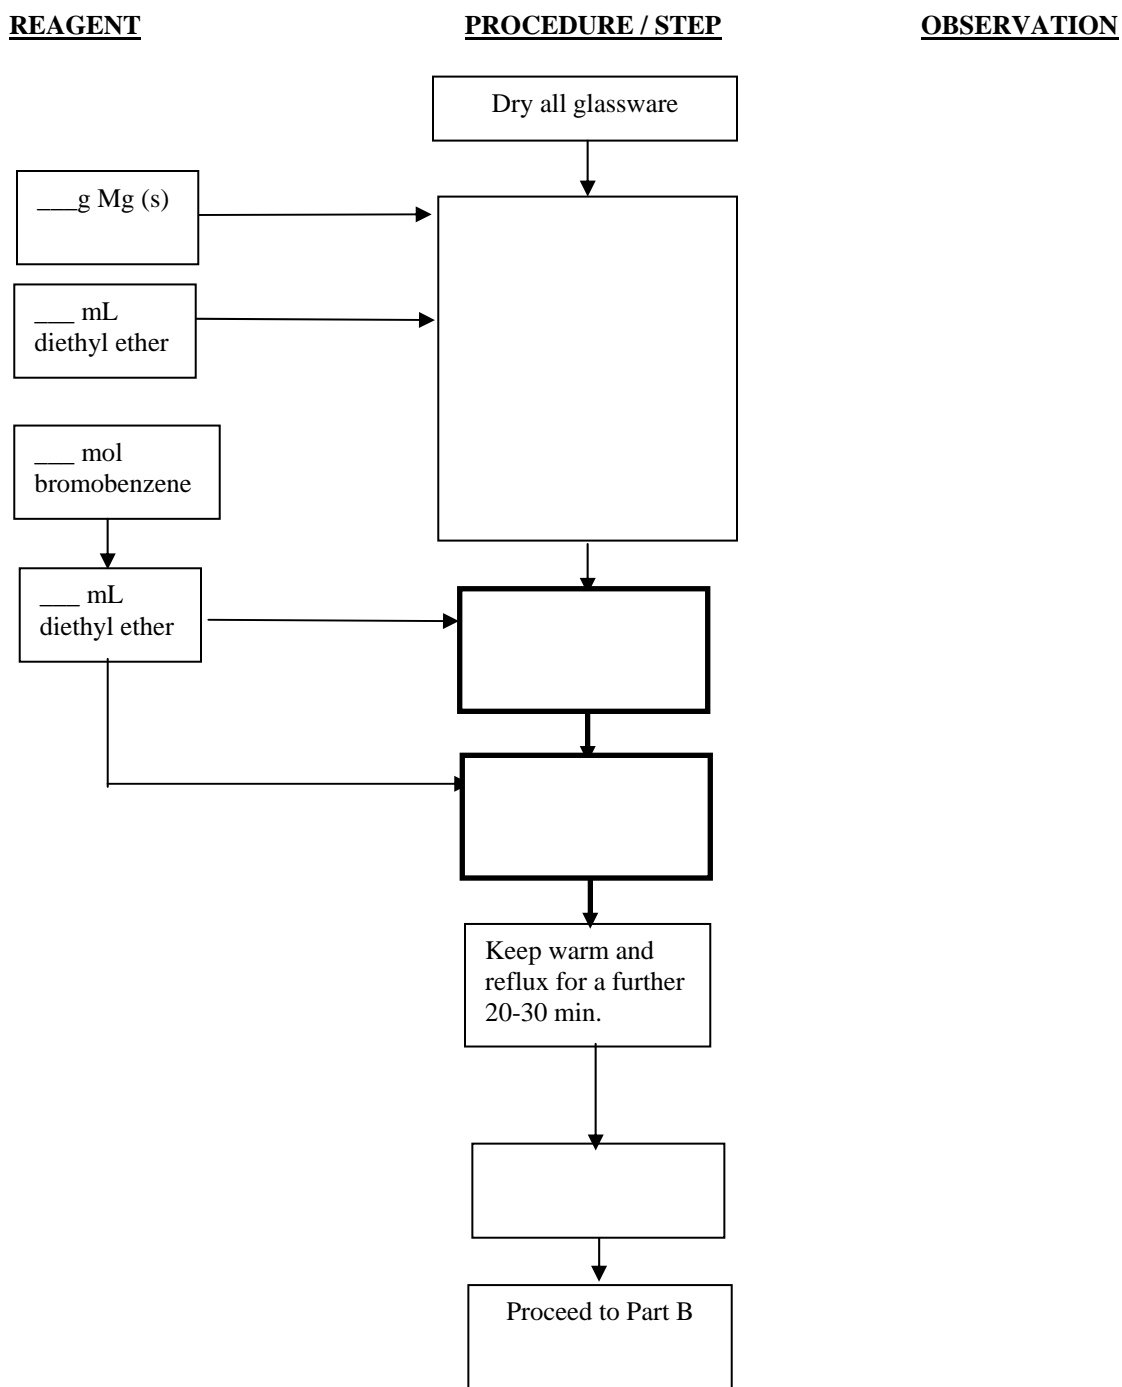 REAGENT
PROCEDURE / STEP
OBSERVATION
Dry all glassware
___g Mg (s)
___ mL
diethyl ether
___ mol
bromobenzene
___ mL
diethyl ether
Keep warm and
reflux for a further
20-30 min.
Proceed to Part B